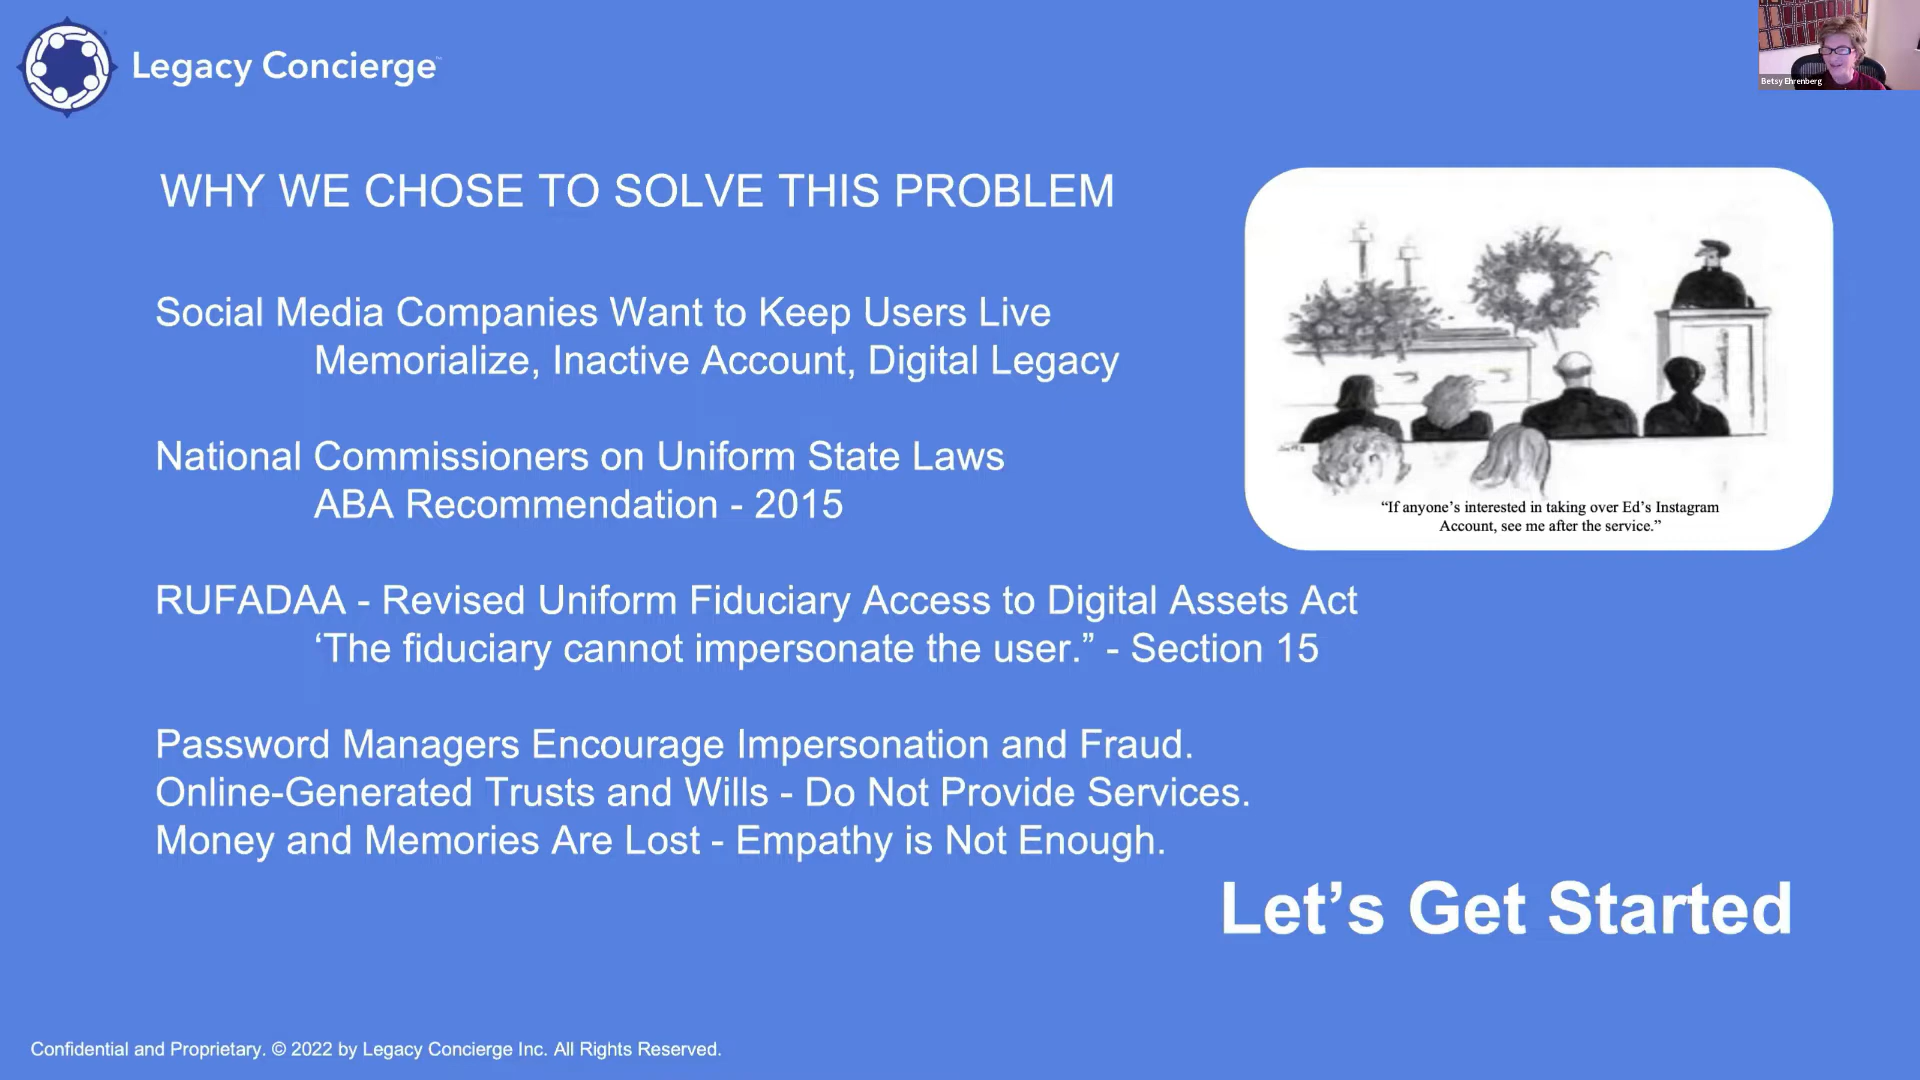 Legacy Concierge
Betsy Ehrenberg
WHY WE CHOSE TO SOLVE THIS PROBLEM
Social Media Companies Want to Keep Users Live
Memorialize, Inactive Account, Digital Legacy
National Commissioners on Uniform State Laws
ABA Recommendation - 2015
“If anyone’s interested in taking over Ed’s Instagram
Account, see me after the service.”
RUFADAA - Revised Uniform Fiduciary Access to Digital Assets Act
‘The fiduciary cannot impersonate the user.” - Section 15
Password Managers Encourage Impersonation and Fraud.
Online-Generated Trusts and Wills - Do Not Provide Services.
Money and Memories Are Lost - Empathy is Not Enough.
Let’s Get Started
Confidential and Proprietary. © 2022 by Legacy Concierge Inc. All Rights Reserved.